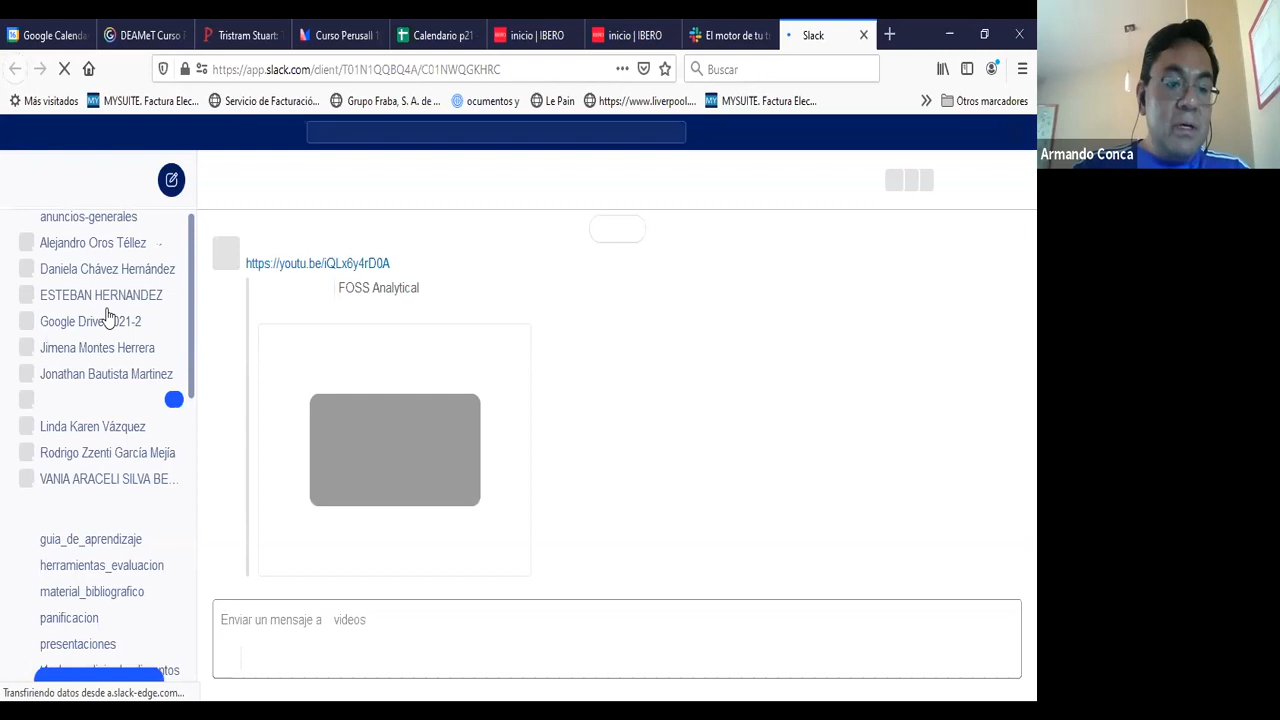 Google Calenda
DEAMeT Curso
Tristram Stuart:
Curso Perusall
Calendario p21
inicio | IBERO
inicio | IBERO
El motor de tu t
Slack
https://app.slack.com/client/T01N1QQBQ4A/C01NWQGKHRC
Buscar
Más visitados
MYSUITE. Factura Elec...
Servicio de Facturació...
Grupo Fraba, S. A. de...
ocumentos y
Le Pain
https://www.liverpool....
MYSUITE. Factura Elec...
Otros marcadores
Armando Conca
anuncios-generales
Alejandro Oros Téllez
Daniela Chávez Hernández
ESTEBAN HERNANDEZ
Google Drive 021-2
Jimena Montes Herrera
Jonathan Bautista Martinez
Linda Karen Vázquez
Rodrigo Zzenti García Mejía
VANIA ARACELI SILVA BE...
guia_de_aprendizaje
herramientas_evaluacion
material_bibliografico
panificacion
presentaciones
https://youtu.be/iQLx6y4rD0A
FOSS Analytical
Enviar un mensaje a videos
Transfiriendo datos desde a.slack-edge.com...